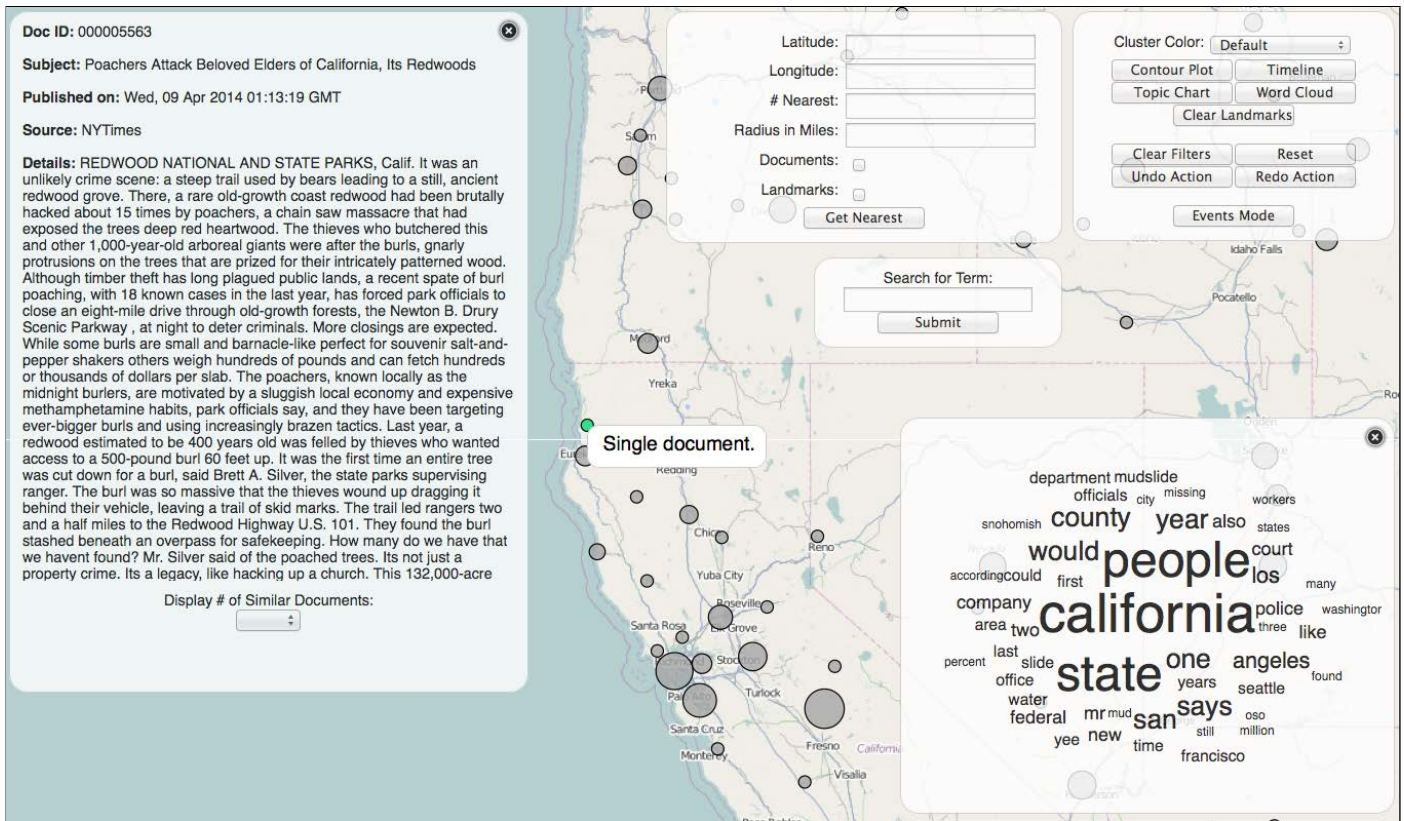 Doc ID: 000005563
Subject: Poachers Attack Beloved Elders of California, Its Redwoods
Published on: Wed, 09 Apr 2014 01:13:19 GMT
Source: NYTimes
Details: REDWOOD NATIONAL AND STATE PARKS, Calif. It was an
unlikely crime scene: a steep trail used by bears leading to a still, ancient
redwood grove. There, a rare old-growth coast redwood had been brutally
hacked about 15 times by poachers, a chain saw massacre that had
exposed the trees deep red heartwood. The thieves who butchered this
and other 1,000-year-old arboreal giants were after the burls, gnarly
protrusions on the trees that are prized for their intricately patterned wood.
Although timber theft has long plagued public lands, a recent spate of burl
poaching, with 18 known cases in the last year, has forced park officials to
close an eight-mile drive through old-growth forests, the Newton B. Drury
Scenic Parkway , at night to deter criminals. More closings are expected.
While some burls are small and barnacle-like perfect for souvenir salt-and-
pepper shakers others weigh hundreds of pounds and can fetch hundreds
or thousands of dollars per slab. The poachers, known locally as the
midnight burlers, are motivated by a sluggish local economy and expensive
methamphetamine habits, park officials say, and they have been targeting
ever-bigger burls and using increasingly brazen tactics. Last year, a
redwood estimated to be 400 years old was felled by thieves who wanted
access to a 500-pound burl 60 feet up. It was the first time an entire tree
was cut down for a burl, said Brett A. Silver, the state parks supervising
ranger. The burl was so massive that the thieves wound up dragging it
behind their vehicle, leaving a trail of skid marks. The trail led rangers two
and a half miles to the Redwood Highway U.S. 101. They found the burl
stashed beneath an overpass for safekeeping. How many do we have that
we havent found? Mr. Silver said of the poached trees. Its not just a
property crime. Its a legacy, like hacking up a church. This 132,000-acre
Display # of Similar Documents:
Latitude:
Longitude:
# Nearest:
Radius in Miles:
Documents:
Landmarks:
Get Nearest
Cluster Color: Default
Contour Plot Timeline
Topic Chart Word Cloud
Clear Landmarks
Clear Filters Reset
Undo Action Redo Action
Events Mode
Search for Term:
Submit
Idaho Falls
Pocatello
Yreka
Single document.
Redding
Reno
Yuba City
Roseville
Santa Rosa
Turlock
Santa Cruz
Monterey
Fresno
Visalia
department mudslide
officials city missing workers
snohomish county year also states
would people court
according could first los many
company california police washingtor
area two three like
last
percent slide state one angeles found
office years seattle
water says
federal mr mud san oso
yee new time still million
francisco